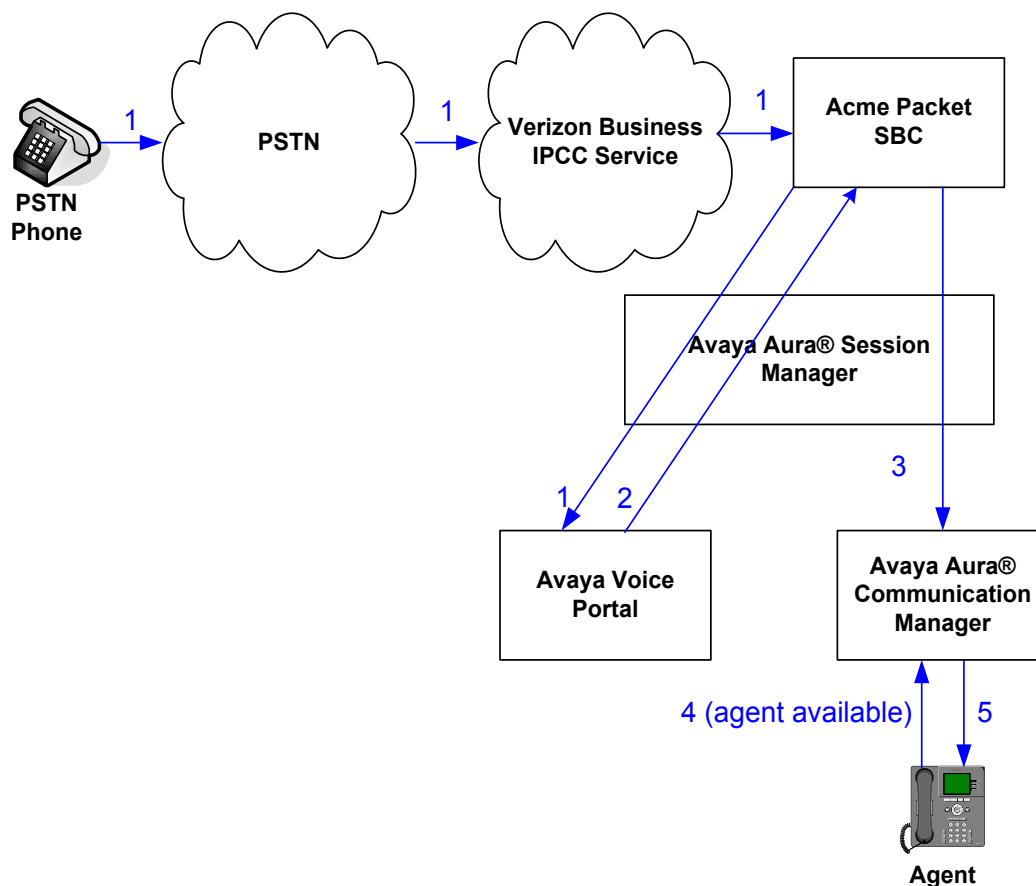 1
1
1
PSTN
Phone
PSTN
Verizon Business
IPCC Service
Acme Packet
SBC
Avaya Aura® Session
Manager
1
2
3
Avaya Voice
Portal
Avaya Aura®
Communication
Manager
4 (agent available)
5
Agent